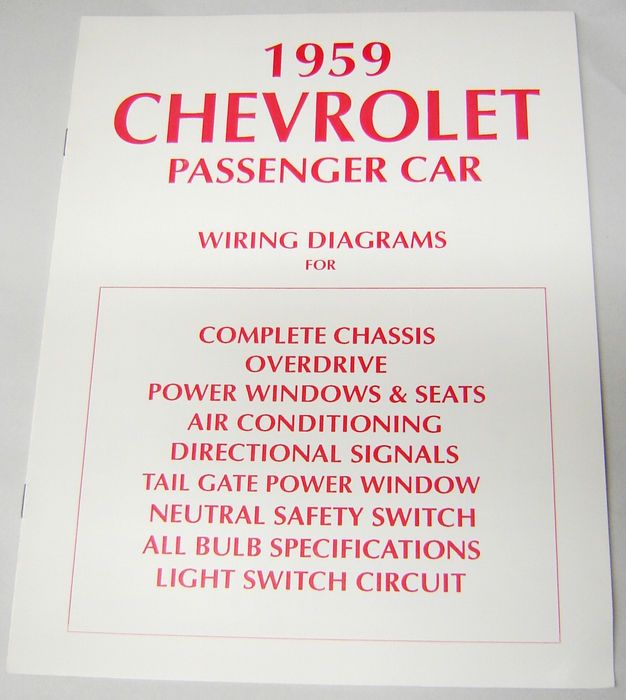 1959
CHEVROLET
PASSENGER CAR
WIRING DIAGRAMS
FOR
COMPLETE CHASSIS
OVERDRIVE
POWER WINDOWS & SEATS
AIR CONDITIONING
DIRECTIONAL SIGNALS
TAIL GATE POWER WINDOW
NEUTRAL SAFETY SWITCH
ALL BULB SPECIFICATIONS
LIGHT SWITCH CIRCUIT